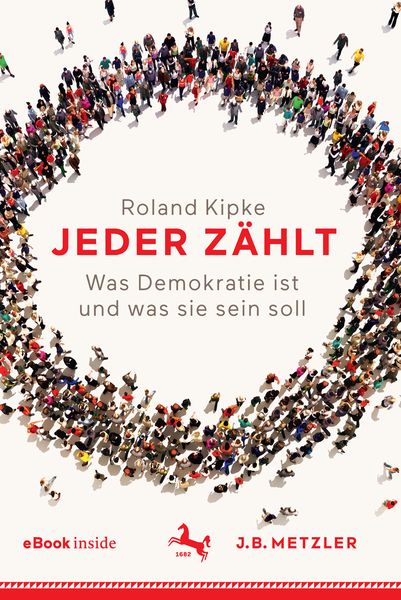 Roland Kipke
JEDER ZÄHLT
Was Demokratie ist
und was sie sein soll
eBook inside
1682
J.B. METZLER